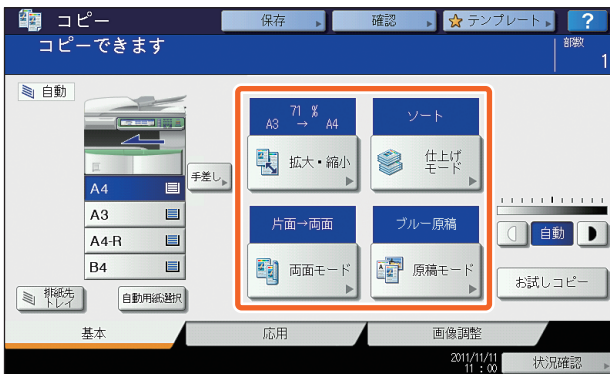 コピー
保存
確認
テンプレート
?
コピーできます
部数
1
自動
71 %
A3 → A4
ソート
拡大・縮小
仕上げ
モード
手差し
A4
A3
A4-R
B4
片面→両面
ブルー原稿
両面モード
原稿モード
自動
お試しコピー
排紙先
トレイ
自動用紙選択
基本
応用
画像調整
2011/11/11
11 : 00
状況確認